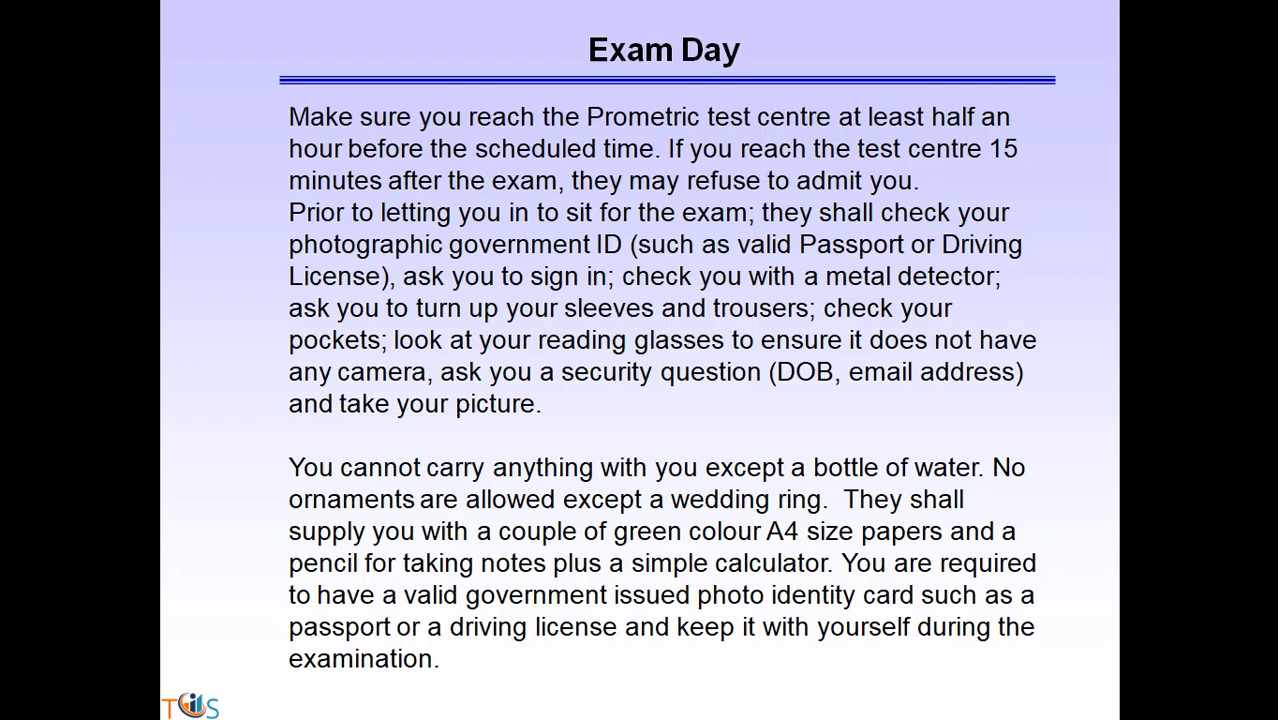 Exam Day
Make sure you reach the Prometric test centre at least half an
hour before the scheduled time. If you reach the test centre 15
minutes after the exam, they may refuse to admit you.
Prior to letting you in to sit for the exam; they shall check your
photographic government ID (such as valid Passport or Driving
License), ask you to sign in; check you with a metal detector;
ask you to turn up your sleeves and trousers; check your
pockets; look at your reading glasses to ensure it does not have
any camera, ask you a security question (DOB, email address)
and take your picture.
You cannot carry anything with you except a bottle of water. No
ornaments are allowed except a wedding ring.  They shall
supply you with a couple of green colour A4 size papers and a
pencil for taking notes plus a simple calculator. You are required
to have a valid government issued photo identity card such as a
passport or a driving license and keep it with yourself during the
examination.